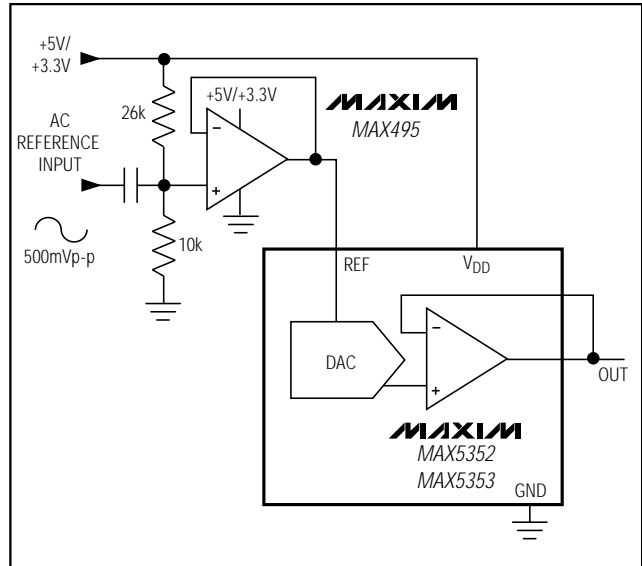 +5V/
+3.3V
26k
+5V/+3.3V
MAXIM
MAX495
AC
REFERENCE
INPUT
−
+
10k
500mVp-p
REF
VDD
DAC
−
+
OUT
MAXIM
MAX5352
MAX5353
GND